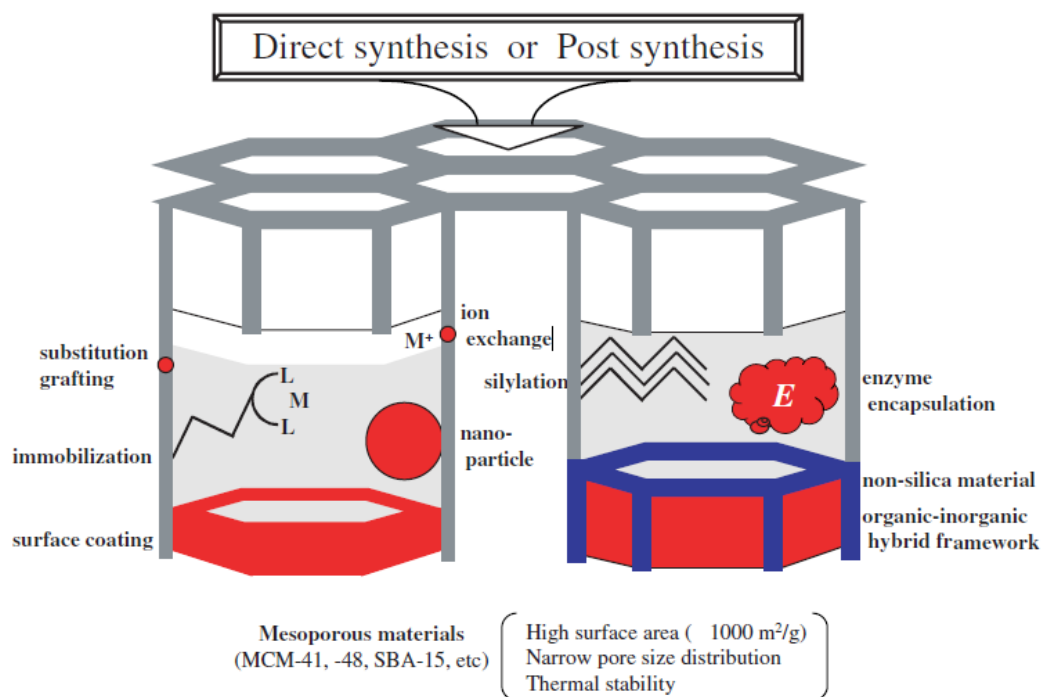 Direct synthesis or Post synthesis
substitution
grafting
immobilization
surface coating
L
M
L
ion
exchange
M⁺
nano-
particle
silylation
E
enzyme
encapsulation
non-silica material
organic-inorganic
hybrid framework
Mesoporous materials
(MCM-41, -48, SBA-15, etc)
High surface area ( 1000 m²/g)
Narrow pore size distribution
Thermal stability